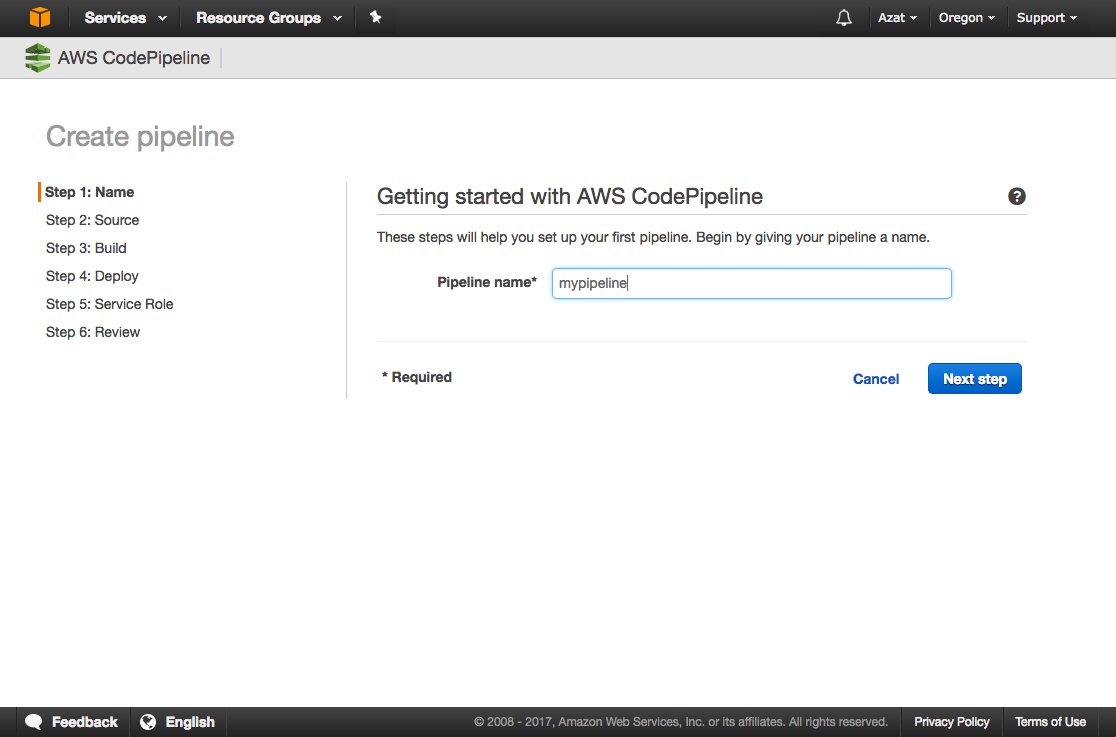 Services Resource Groups Azat Oregon Support
AWS CodePipeline
Create pipeline
Step 1: Name
Step 2: Source
Step 3: Build
Step 4: Deploy
Step 5: Service Role
Step 6: Review
Getting started with AWS CodePipeline ?
These steps will help you set up your first pipeline. Begin by giving your pipeline a name.
Pipeline name* mypipeline
* Required Cancel Next step
Feedback English © 2008 - 2017, Amazon Web Services, Inc. or its affiliates. All rights reserved. Privacy Policy Terms of Use